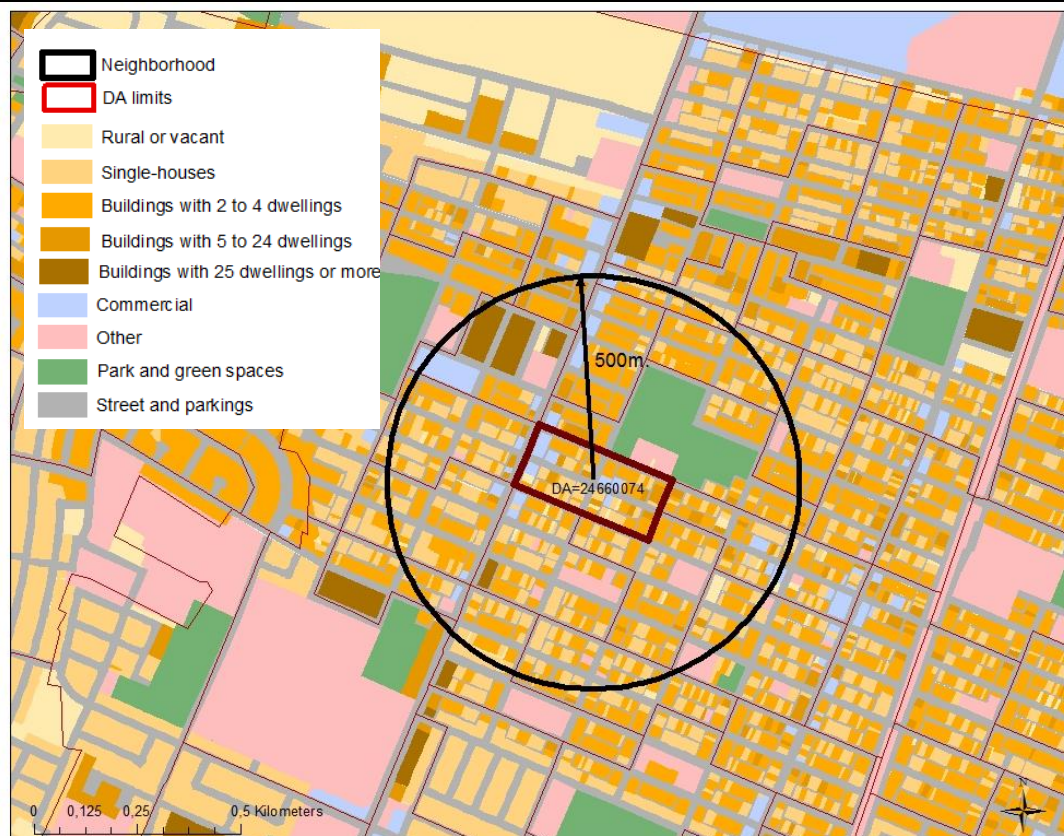 Neighborhood
DA limits
Rural or vacant
Single-houses
Buildings with 2 to 4 dwellings
Buildings with 5 to 24 dwellings
Buildings with 25 dwellings or more
Commercial
Other
Park and green spaces
Street and parkings
500m.
DA=24660074
0 0,125 0,25 0,5 Kilometers
N